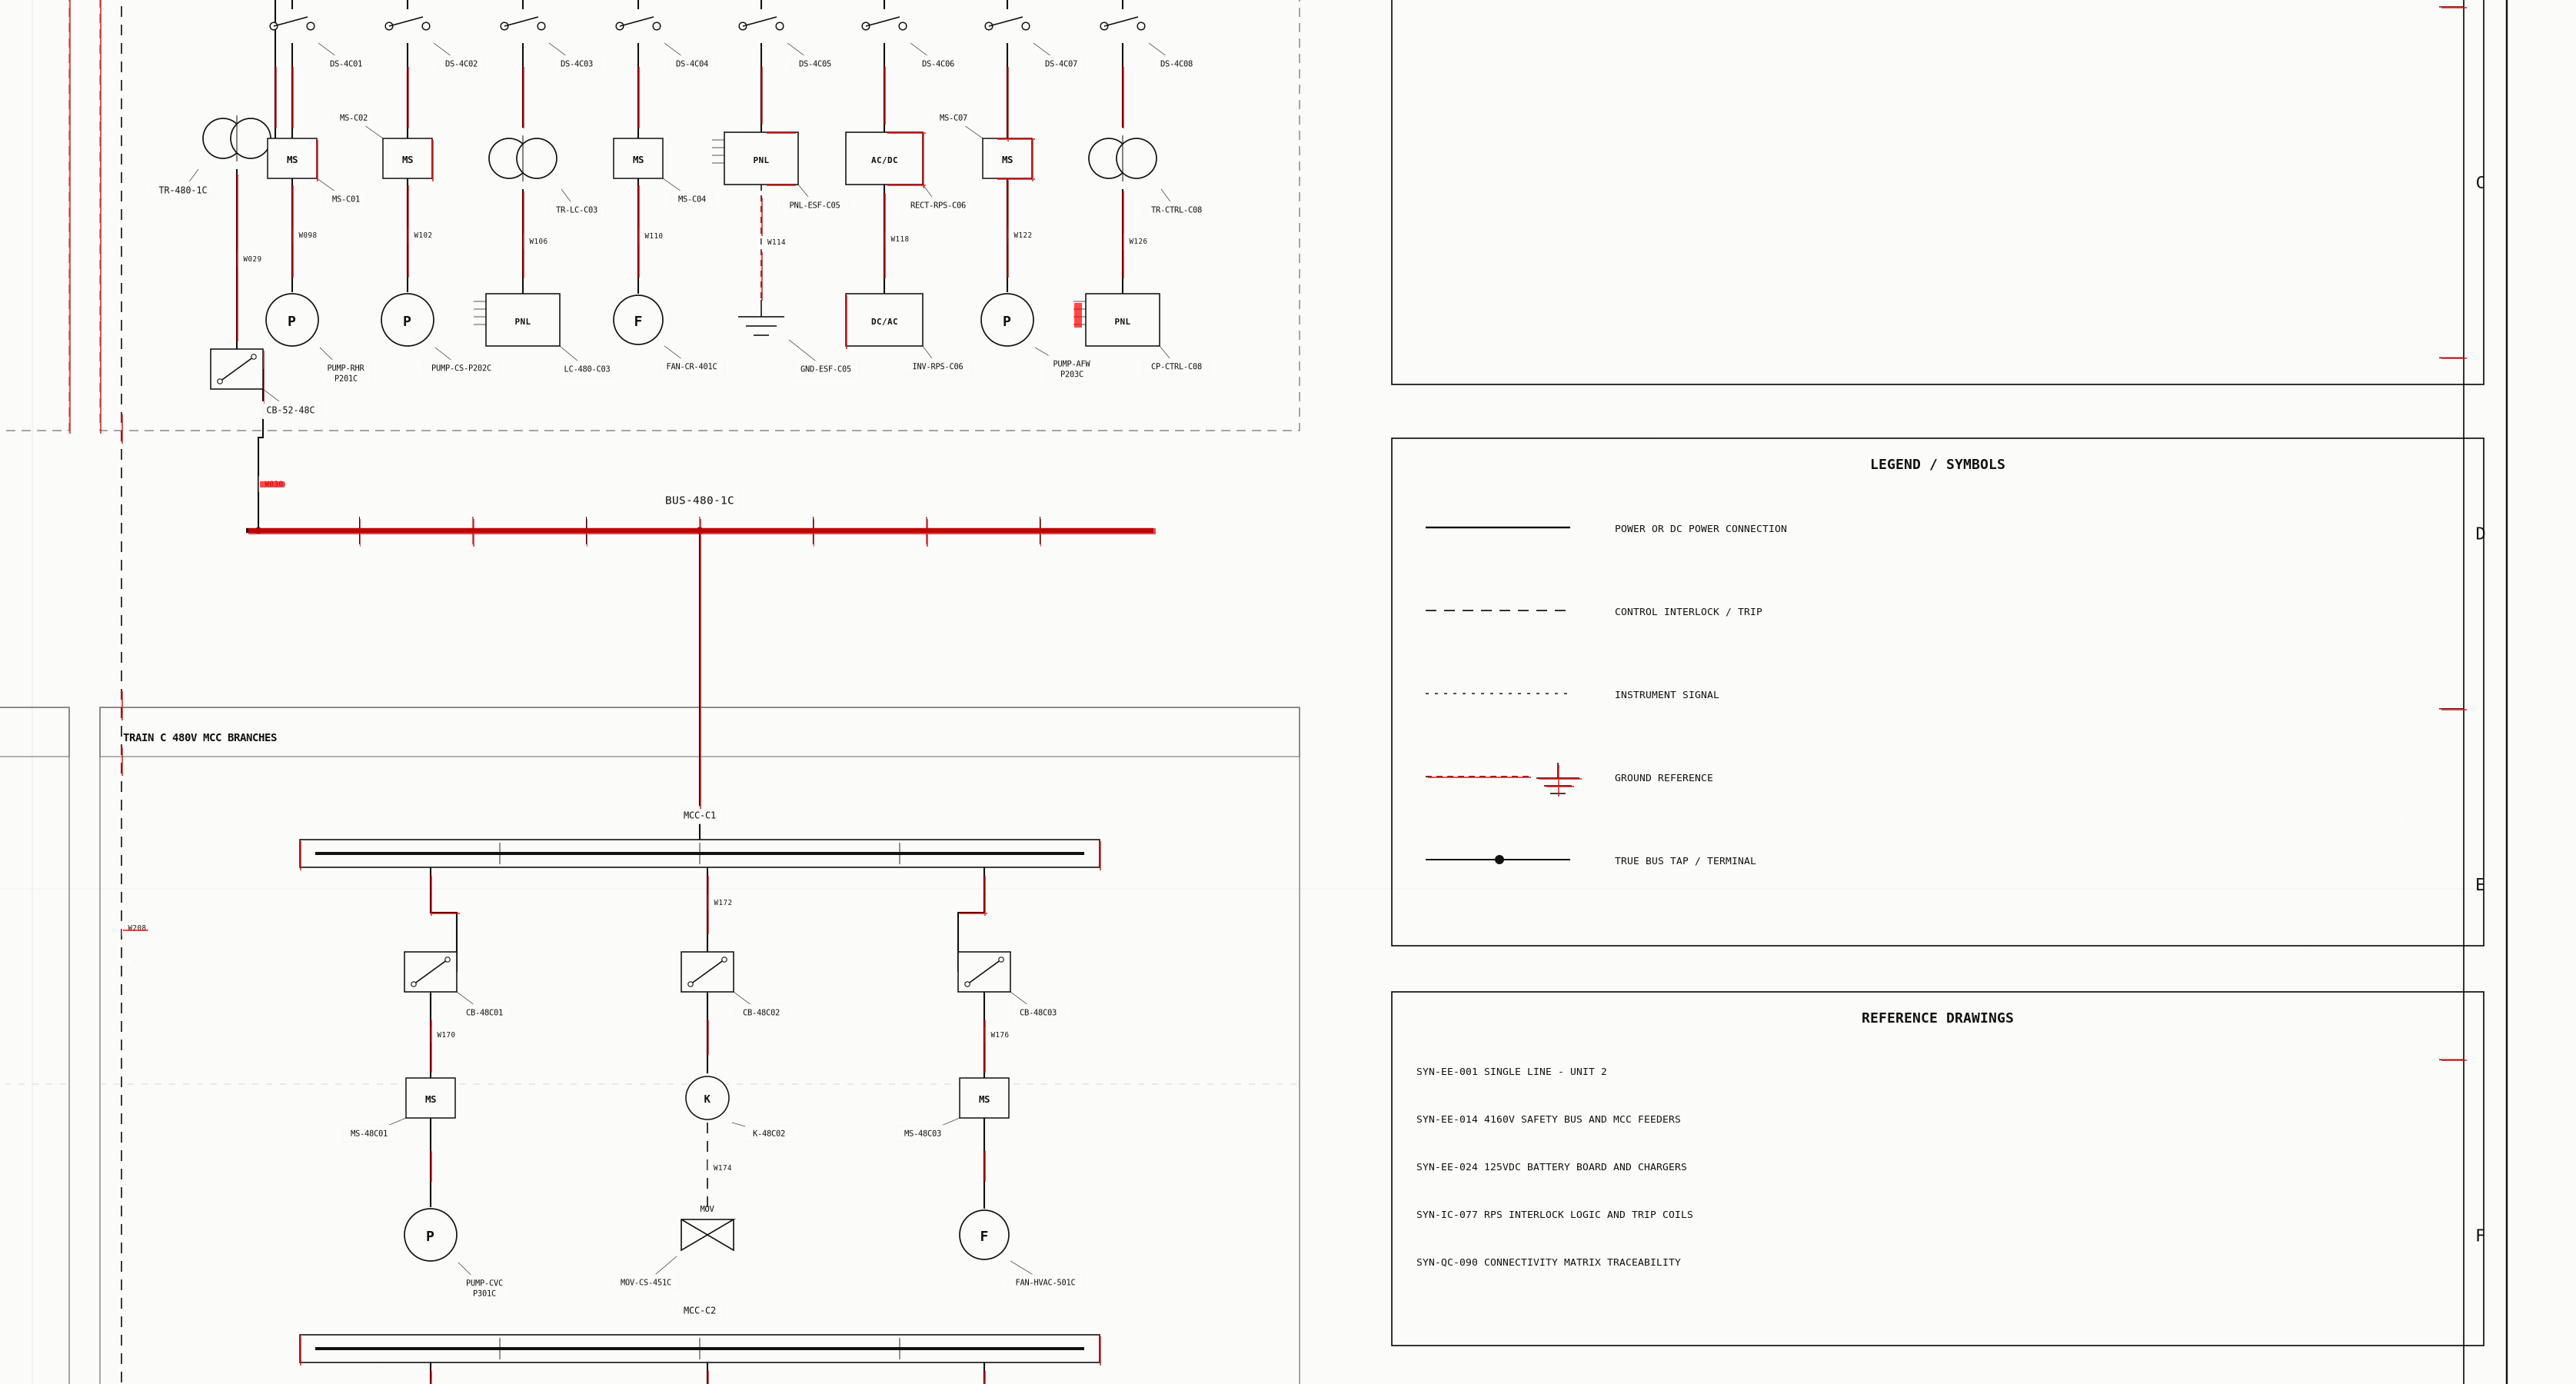 DS-4C01
DS-4C02
DS-4C03
DS-4C04
DS-4C05
DS-4C06
DS-4C07
DS-4C08
MS-C02
MS-C07
MS
MS
MS
PNL
AC/DC
MS
C
TR-480-1C
MS-C01
TR-LC-C03
MS-C04
PNL-ESF-C05
RECT-RPS-C06
TR-CTRL-C08
W029
W098
W102
W106
W110
W114
W118
W122
W126
P
P
PNL
F
DC/AC
P
PNL
PUMP-RHR
P201C
PUMP-CS-P202C
LC-480-C03
FAN-CR-401C
GND-ESF-C05
INV-RPS-C06
PUMP-AFW
P203C
CP-CTRL-C08
CB-52-48C
W030
BUS-480-1C
LEGEND / SYMBOLS
POWER OR DC POWER CONNECTION
D
CONTROL INTERLOCK / TRIP
INSTRUMENT SIGNAL
GROUND REFERENCE
TRUE BUS TAP / TERMINAL
E
TRAIN C 480V MCC BRANCHES
MCC-C1
W172
W208
CB-48C01
CB-48C02
CB-48C03
W170
W176
MS
K
MS
MS-48C01
K-48C02
MS-48C03
W174
MOV
P
F
PUMP-CVC
P301C
MOV-CS-451C
FAN-HVAC-501C
MCC-C2
REFERENCE DRAWINGS
SYN-EE-001 SINGLE LINE - UNIT 2
SYN-EE-014 4160V SAFETY BUS AND MCC FEEDERS
SYN-EE-024 125VDC BATTERY BOARD AND CHARGERS
SYN-IC-077 RPS INTERLOCK LOGIC AND TRIP COILS
F
SYN-QC-090 CONNECTIVITY MATRIX TRACEABILITY